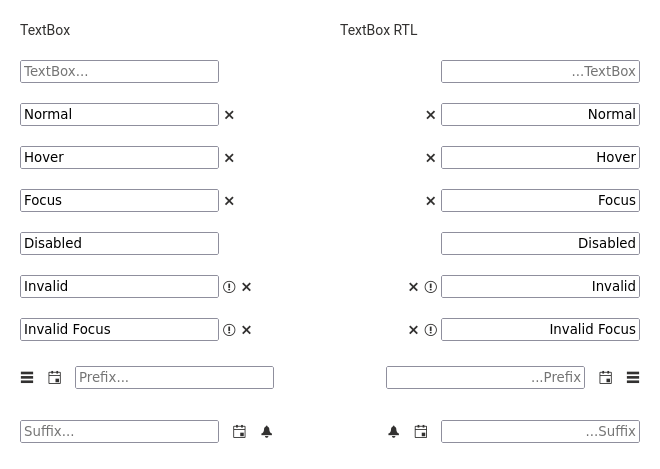 TextBox
TextBox RTL
TextBox...
...TextBox
Normal
Normal
Hover
Hover
Focus
Focus
Disabled
Disabled
Invalid
Invalid
Invalid Focus
Invalid Focus
Prefix...
...Prefix
Suffix...
...Suffix